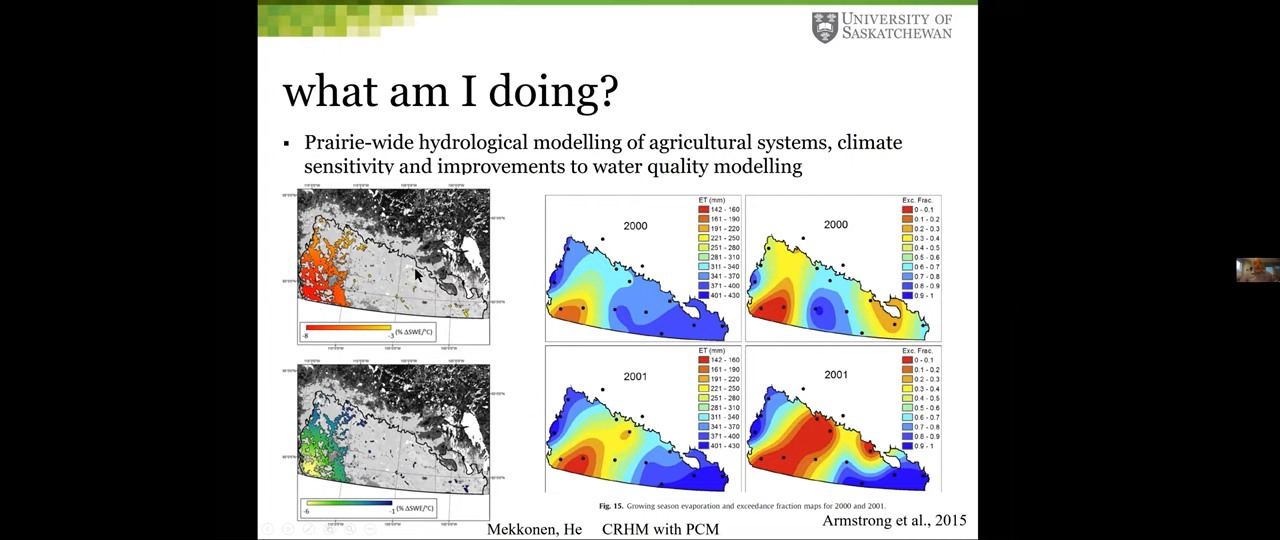 UNIVERSITY OF
SASKATCHEWAN
what am I doing?
▪ Prairie-wide hydrological modelling of agricultural systems, climate
sensitivity and improvements to water quality modelling
-8
-3
(% ΔSWE/°C)
-6
-1
(% ΔSWE/°C)
2000
ET (mm)
142 - 160
161 - 190
191 - 220
221 - 250
251 - 280
281 - 310
311 - 340
341 - 370
371 - 400
401 - 430
2000
Exc. Frac.
0 - 0.1
0.1 - 0.2
0.2 - 0.3
0.3 - 0.4
0.4 - 0.5
0.5 - 0.6
0.6 - 0.7
0.7 - 0.8
0.8 - 0.9
0.9 - 1
2001
ET (mm)
142 - 160
161 - 190
191 - 220
221 - 250
251 - 280
281 - 310
311 - 340
341 - 370
371 - 400
401 - 430
2001
Exc. Frac.
0 - 0.1
0.1 - 0.2
0.2 - 0.3
0.3 - 0.4
0.4 - 0.5
0.5 - 0.6
0.6 - 0.7
0.7 - 0.8
0.8 - 0.9
0.9 - 1
Fig. 15. Growing season evaporation and exceedance fraction maps for 2000 and 2001.
Mekkonen, He CRHM with PCM
Armstrong et al., 2015